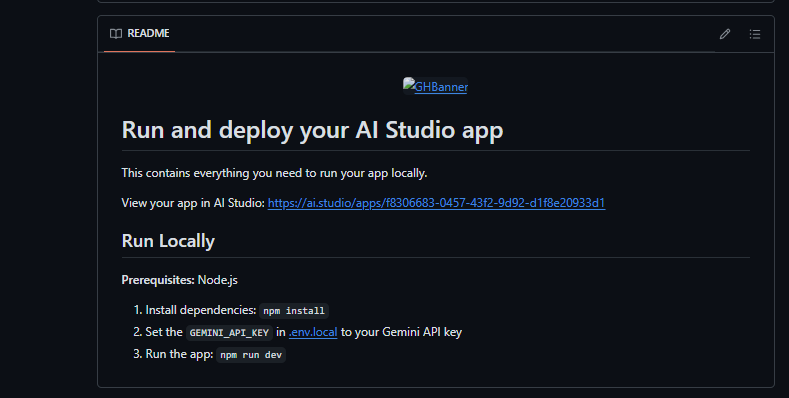 README
GHBanner
Run and deploy your AI Studio app
This contains everything you need to run your app locally.
View your app in AI Studio: https://ai.studio/apps/f8306683-0457-43f2-9d92-d1f8e20933d1
Run Locally
Prerequisites: Node.js
1. Install dependencies: npm install
2. Set the GEMINI_API_KEY in .env.local to your Gemini API key
3. Run the app: npm run dev